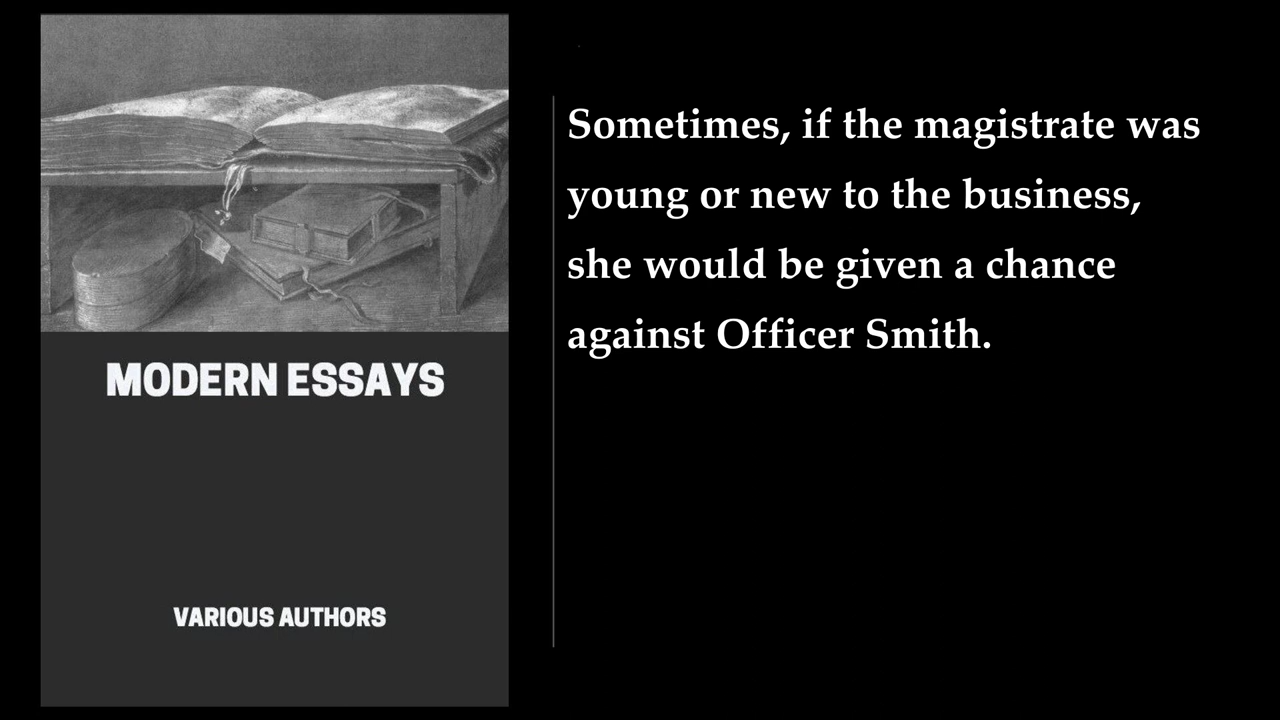 MODERN ESSAYS
VARIOUS AUTHORS
Sometimes, if the magistrate was
young or new to the business,
she would be given a chance
against Officer Smith.